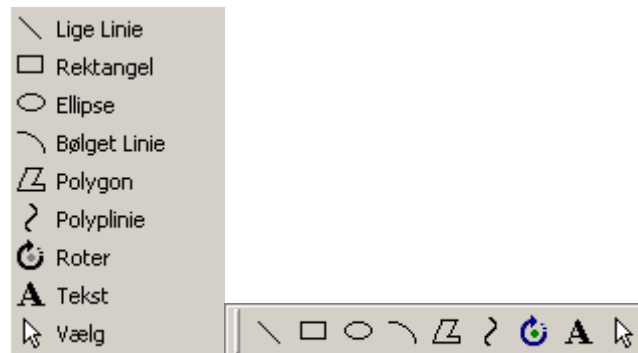 Lige Linie
Rektangel
Ellipse
Bølget Linie
Polygon
Polyplinie
Roter
Tekst
Vælg